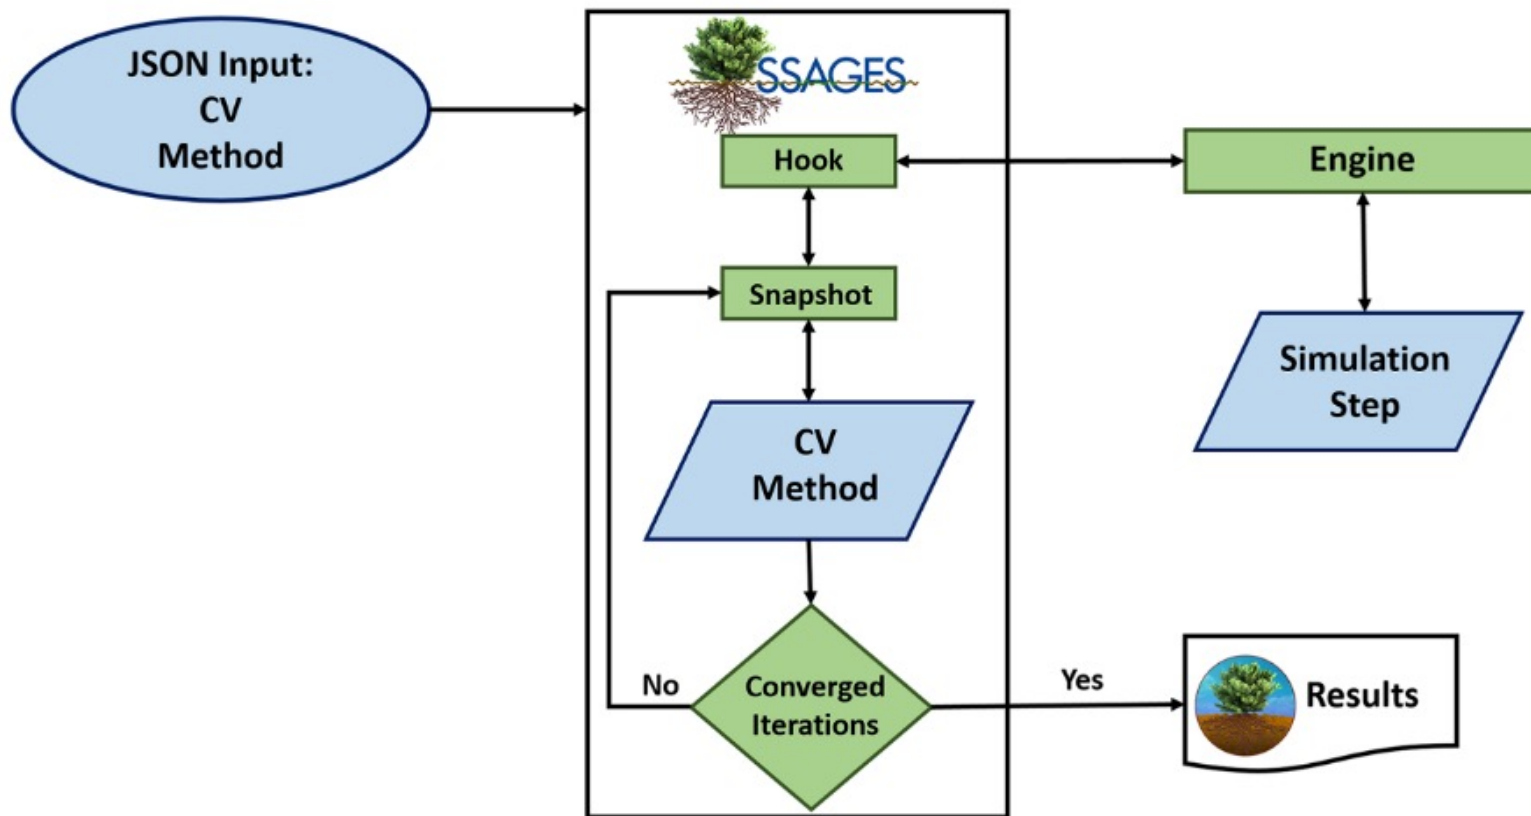 JSON Input:
CV
Method
SSAGES
Hook
Engine
Snapshot
Simulation
Step
CV
Method
Converged
Iterations
No
Yes
Results